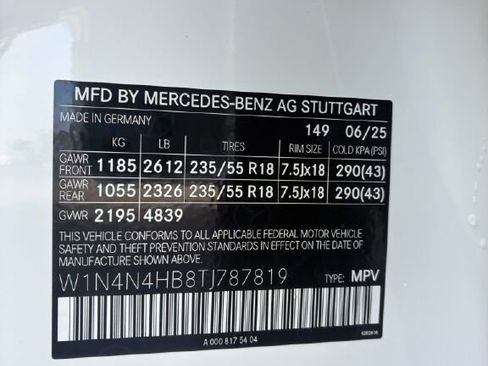 MFD BY MERCEDES-BENZ AG STUTTGART
MADE IN GERMANY 149 06/25
KG LB TIRES RIM SIZE COLD KPA (PSI)
GAWR FRONT 1185 2612 235/55 R18 7.5Jx18 290(43)
GAWR REAR 1055 2326 235/55 R18 7.5Jx18 290(43)
GVWR 2195 4839
THIS VEHICLE CONFORMS TO ALL APPLICABLE FEDERAL MOTOR VEHICLE
SAFETY AND THEFT PREVENTION STANDARDS IN EFFECT ON THE DATE
OF MANUFACTURE SHOWN ABOVE.
W1N4N4HB8TJ787819 TYPE: MPV
A 000 817 54 04